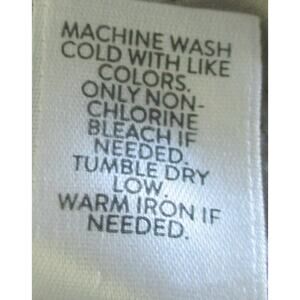 MACHINE WASH
COLD WITH LIKE
COLORS.
ONLY NON-
CHLORINE
BLEACH IF
NEEDED.
TUMBLE DRY
LOW.
WARM IRON IF
NEEDED.